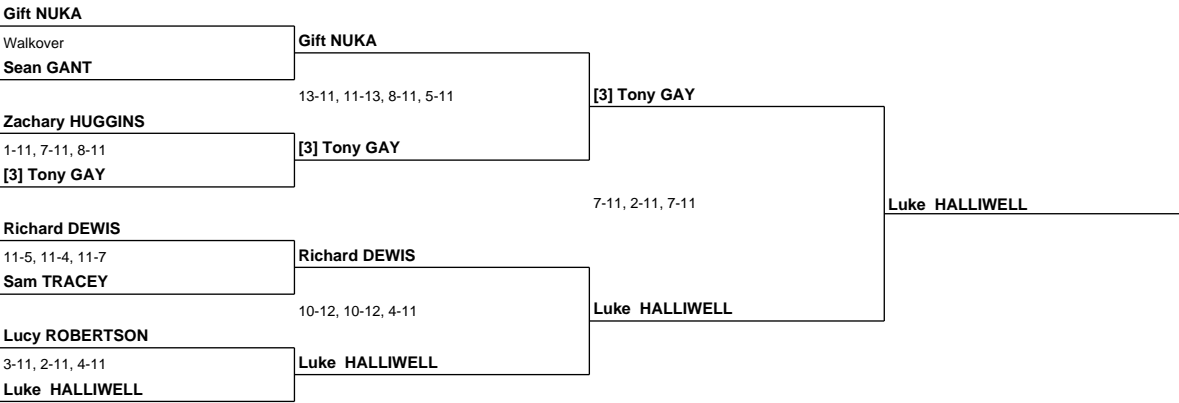 Gift NUKA
Walkover
Sean GANT
Zachary HUGGINS
1-11, 7-11, 8-11
[3] Tony GAY
Richard DEWIS
11-5, 11-4, 11-7
Sam TRACEY
Lucy ROBERTSON
3-11, 2-11, 4-11
Luke HALLIWELL
Gift NUKA
13-11, 11-13, 8-11, 5-11
[3] Tony GAY
Richard DEWIS
10-12, 10-12, 4-11
Luke HALLIWELL
[3] Tony GAY
7-11, 2-11, 7-11
Luke HALLIWELL
Luke HALLIWELL